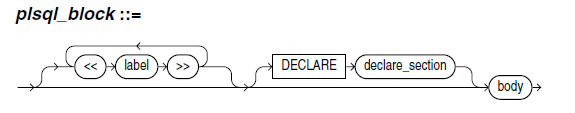 plsql_block ::=
<< label >> DECLARE declare_section
body